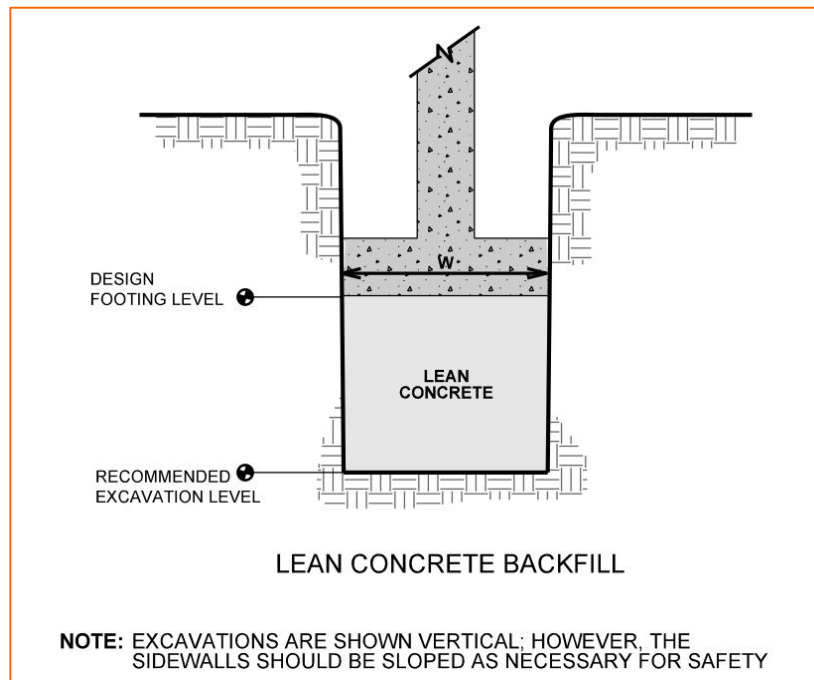 W
DESIGN
FOOTING LEVEL
LEAN
CONCRETE
RECOMMENDED
EXCAVATION LEVEL
LEAN CONCRETE BACKFILL
NOTE: EXCAVATIONS ARE SHOWN VERTICAL; HOWEVER, THE
SIDEWALLS SHOULD BE SLOPED AS NECESSARY FOR SAFETY